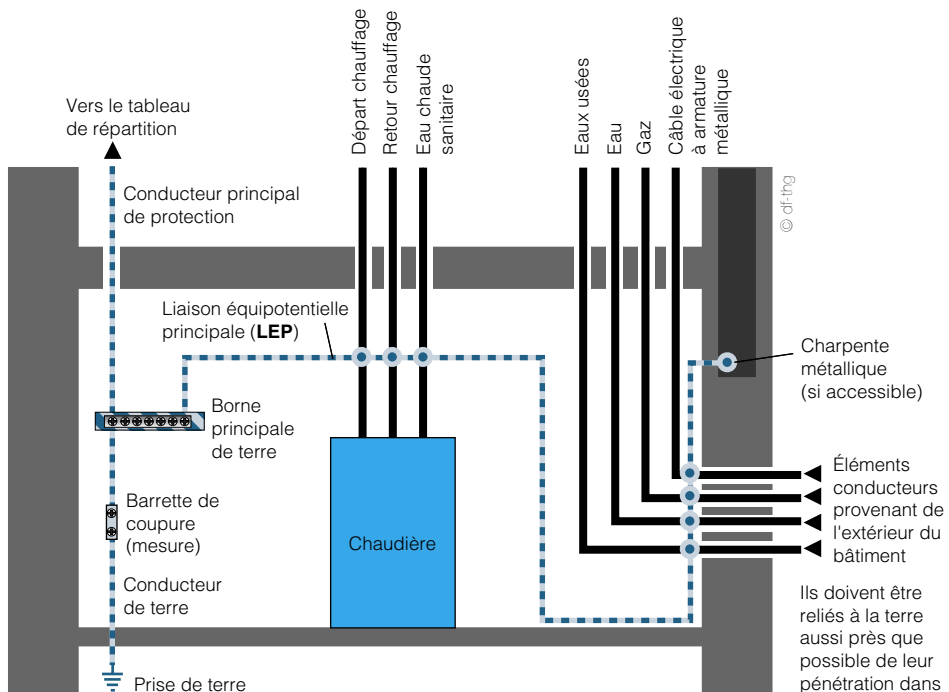 Vers le tableau
de répartition
Départ chauffage
Retour chauffage
Eau chaude
sanitaire
Eaux usées
Eau
Gaz
Câble électrique
à armature
métallique
© df-thg
Conducteur principal
de protection
Liaison équipotentielle
principale (LEP)
Charpente
métallique
(si accessible)
Borne
principale
de terre
Éléments
conducteurs
provenant de
l'extérieur du
bâtiment
Barrette de
coupure
(mesure)
Chaudière
Conducteur
de terre
Ils doivent être
reliés à la terre
aussi près que
possible de leur
pénétration dans
Prise de terre